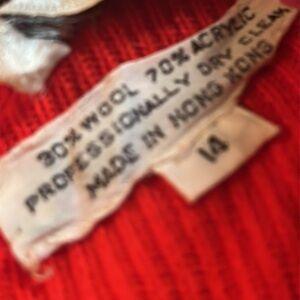 30% WOOL 70% ACRYLIC
PROFESSIONALLY DRY CLEAN
MADE IN HONG KONG
14